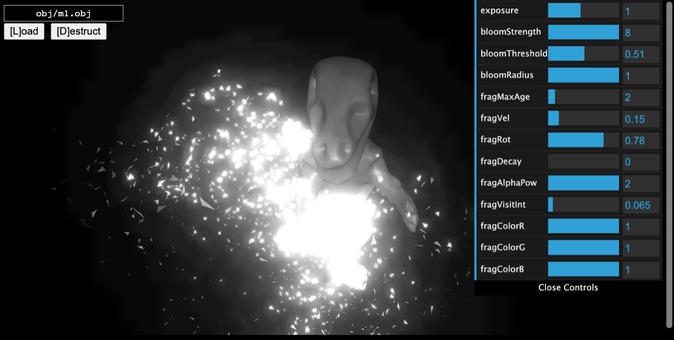 obj/m1.obj
[L]oad [D]estruct
exposure 1
bloomStrength 8
bloomThreshold 0.51
bloomRadius 1
fragMaxAge 2
fragVel 0.15
fragRot 0.78
fragDecay 0
fragAlphaPow 2
fragVisitInt 0.065
fragColorR 1
fragColorG 1
fragColorB 1
Close Controls